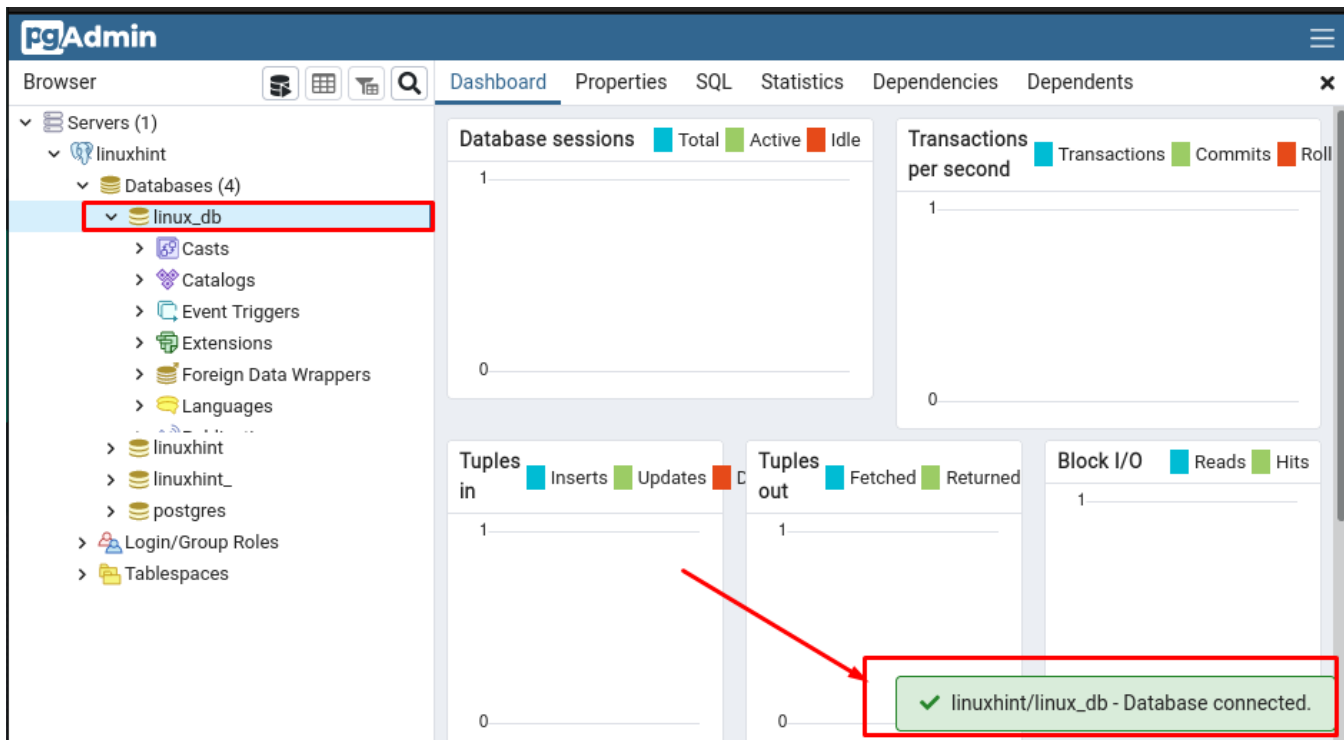 pgAdmin
Browser
Dashboard Properties SQL Statistics Dependencies Dependents
Servers (1)
linuxhint
Databases (4)
linux_db
Casts
Catalogs
Event Triggers
Extensions
Foreign Data Wrappers
Languages
linuxhint
linuxhint_
postgres
Login/Group Roles
Tablespaces
Database sessions Total Active Idle
1
0
Transactions
per second
Transactions Commits Roll
1
0
Tuples
in
Inserts Updates D
1
0
Tuples
out
Fetched Returned
1
0
Block I/O Reads Hits
1
linuxhint/linux_db - Database connected.